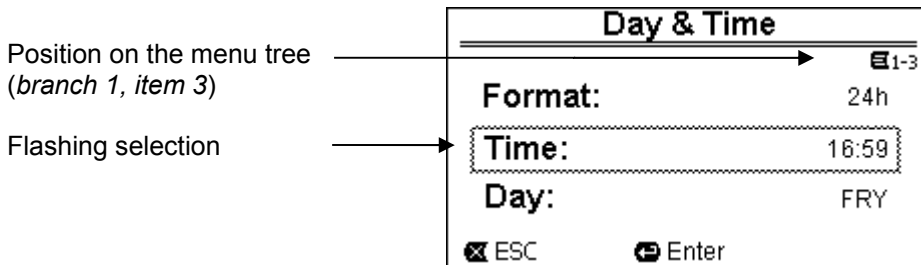 Day & Time
Position on the menu tree
(branch 1, item 3)
1-3
Format: 24h
Flashing selection
Time: 16:59
Day: FRY
ESC Enter